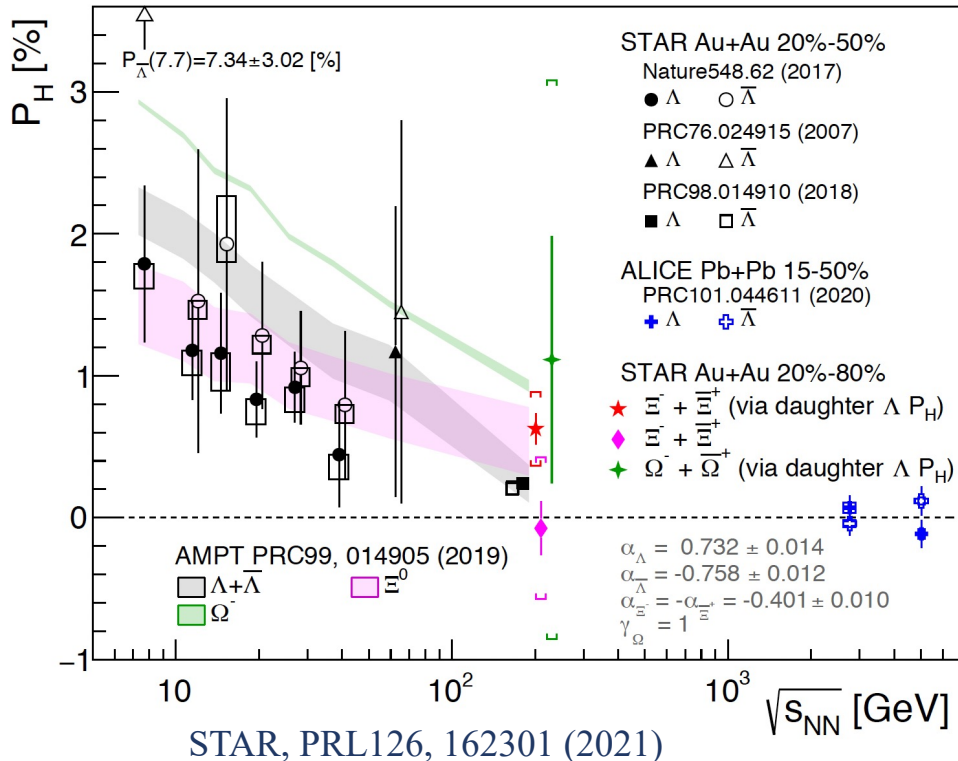 P_H [%]
P_Λ̅(7.7)=7.34±3.02 [%]
3
2
1
0
−1
STAR Au+Au 20%-50%
Nature548.62 (2017)
Λ Λ̅
PRC76.024915 (2007)
Λ Λ̅
PRC98.014910 (2018)
Λ Λ̅
ALICE Pb+Pb 15-50%
PRC101.044611 (2020)
Λ Λ̅
STAR Au+Au 20%-80%
Ξ⁻ + Ξ̅⁺ (via daughter Λ P_H)
Ξ⁻ + Ξ̅⁺
Ω⁻ + Ω̅⁺ (via daughter Λ P_H)
AMPT PRC99, 014905 (2019)
Λ+Λ̅ Ξ⁰
Ω⁻
α_Λ = 0.732 ± 0.014
α_Λ̅ = -0.758 ± 0.012
α_Ξ⁻ = -α_Ξ̅⁺ = -0.401 ± 0.010
γ_Ω = 1
10 10² 10³
√s_NN [GeV]
STAR, PRL126, 162301 (2021)